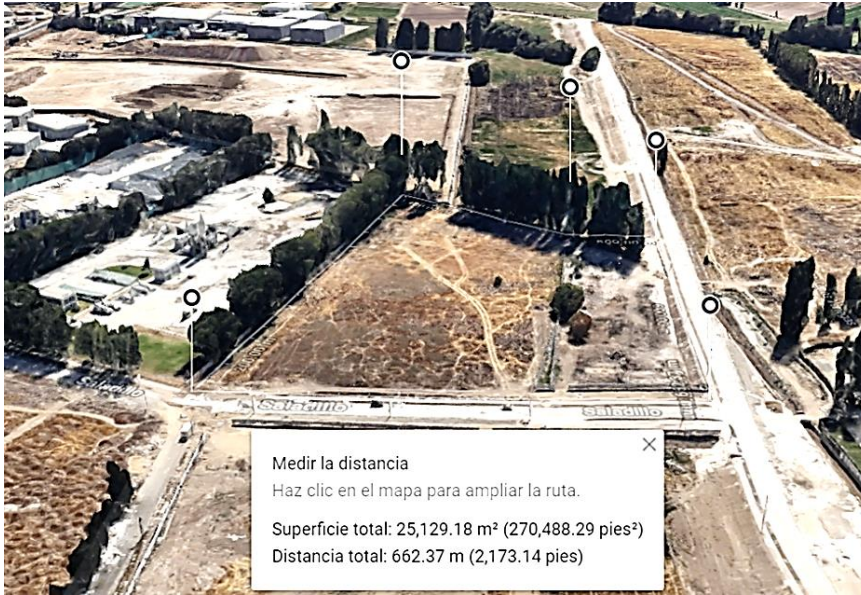 Saladillo
Saladillo
Saladillo
Medir la distancia
Haz clic en el mapa para ampliar la ruta.
Superficie total: 25,129.18 m² (270,488.29 pies²)
Distancia total: 662.37 m (2,173.14 pies)